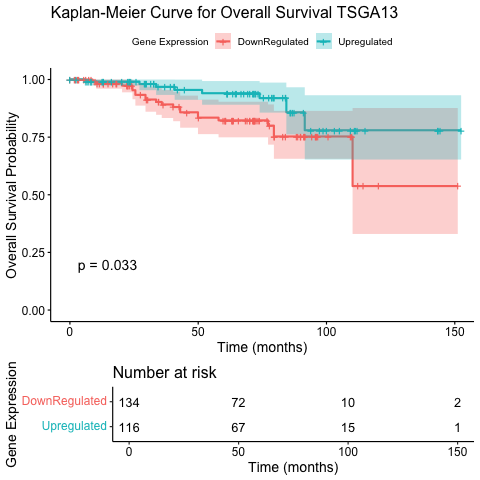 Kaplan-Meier Curve for Overall Survival TSGA13
Gene Expression DownRegulated Upregulated
Overall Survival Probability
1.00
0.75
0.50
0.25
0.00
p = 0.033
0 50 100 150
Time (months)
Number at risk
Gene Expression
DownRegulated 134 72 10 2
Upregulated 116 67 15 1
0 50 100 150
Time (months)